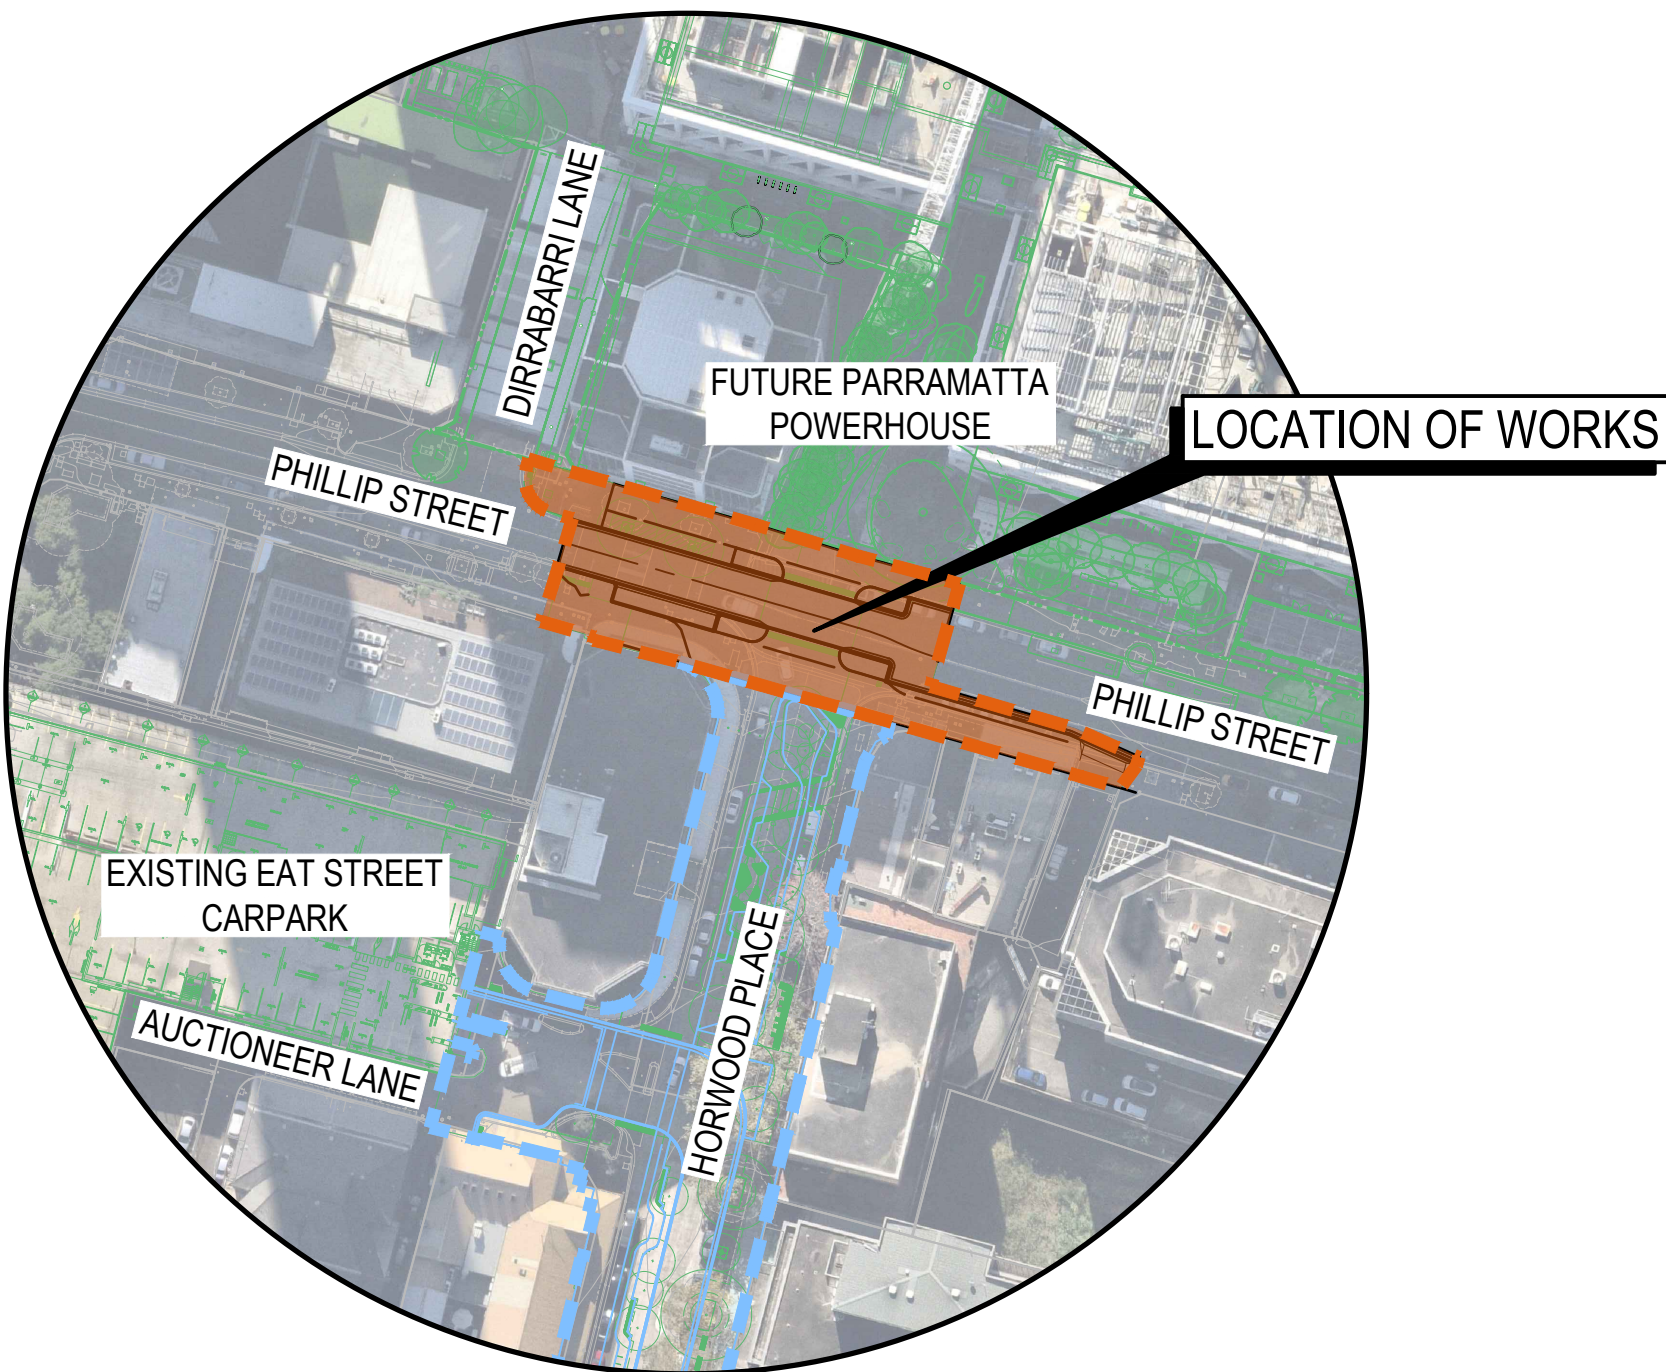 DIRRABARRI LANE
FUTURE PARRAMATTA
POWERHOUSE
LOCATION OF WORKS
PHILLIP STREET
PHILLIP STREET
EXISTING EAT STREET
CARPARK
HORWOOD PLACE
AUCTIONEER LANE